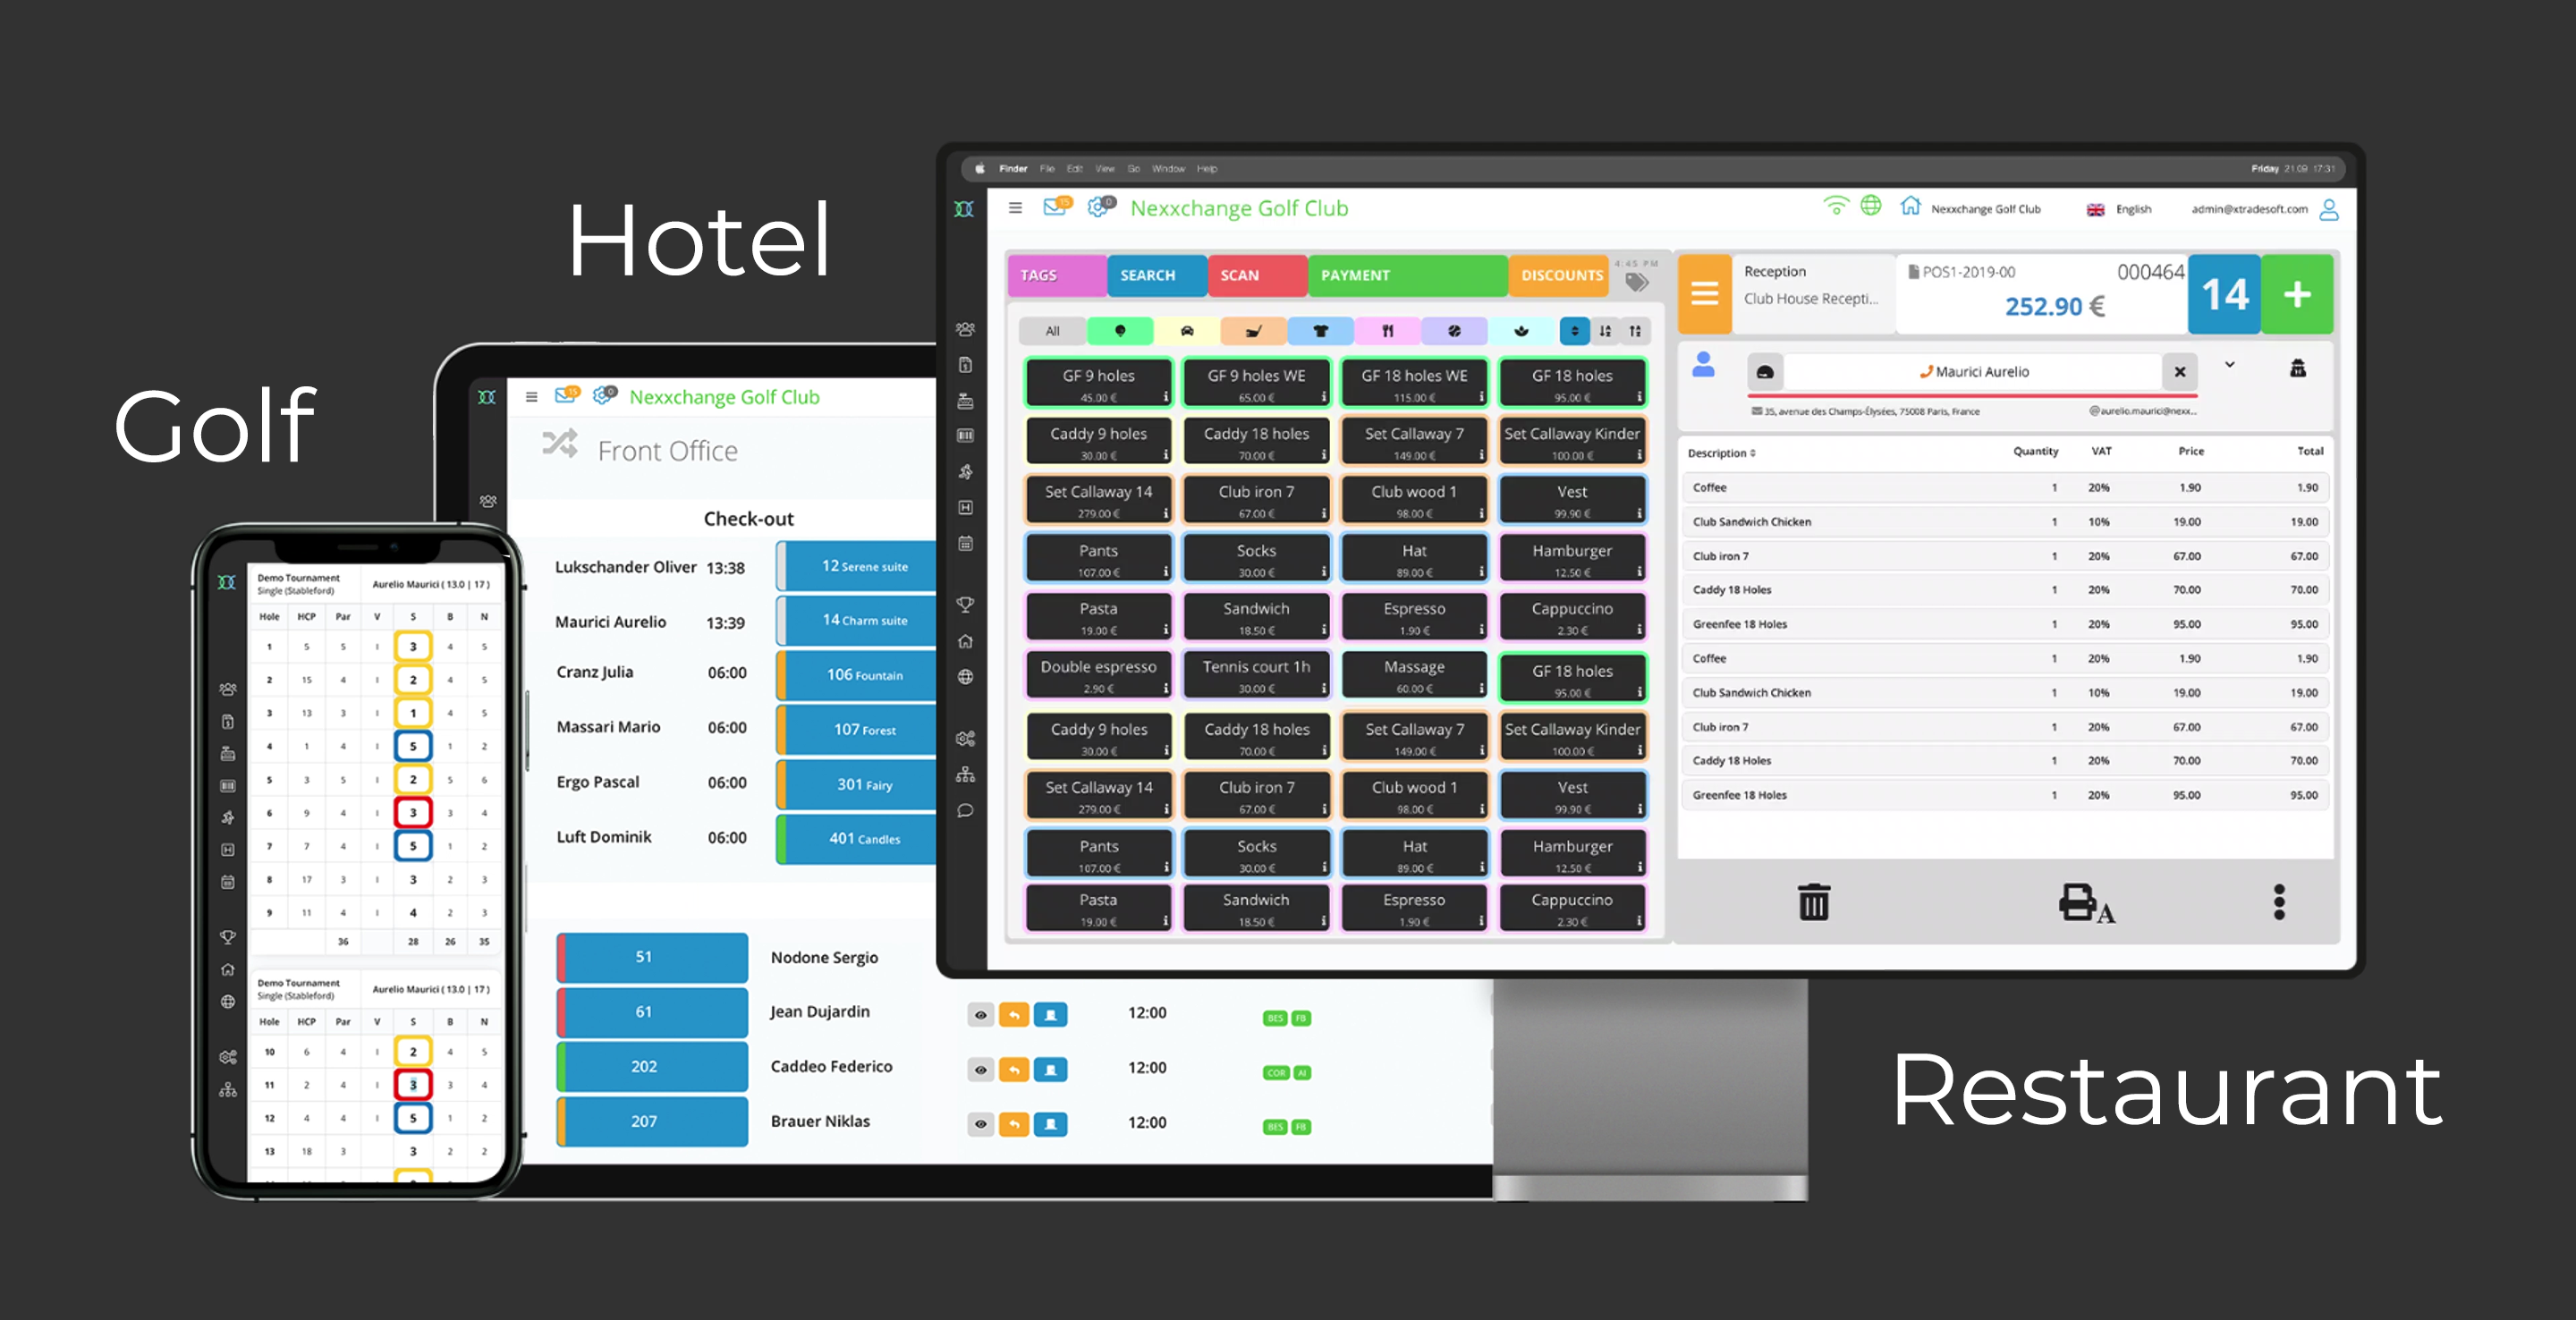 Golf
Hotel
Restaurant
Finder File Edit View Go Window Help
Friday 21.09 17:31
15 0 Nexxchange Golf Club
Nexxchange Golf Club English admin@xtradesoft.com
TAGS SEARCH SCAN PAYMENT DISCOUNTS 4:45 PM
All
GF 9 holes GF 9 holes WE GF 18 holes WE GF 18 holes
45.00 € 65.00 € 115.00 € 95.00 €
Caddy 9 holes Caddy 18 holes Set Callaway 7 Set Callaway Kinder
30.00 € 70.00 € 149.00 € 100.00 €
Set Callaway 14 Club iron 7 Club wood 1 Vest
279.00 € 67.00 € 98.00 € 99.90 €
Pants Socks Hat Hamburger
107.00 € 30.00 € 89.00 € 12.50 €
Pasta Sandwich Espresso Cappuccino
19.00 € 18.50 € 1.90 € 2.30 €
Double espresso Tennis court 1h Massage GF 18 holes
2.90 € 30.00 € 60.00 € 95.00 €
Caddy 9 holes Caddy 18 holes Set Callaway 7 Set Callaway Kinder
30.00 € 70.00 € 149.00 € 100.00 €
Set Callaway 14 Club iron 7 Club wood 1 Vest
279.00 € 67.00 € 98.00 € 99.90 €
Pants Socks Hat Hamburger
107.00 € 30.00 € 89.00 € 12.50 €
Pasta Sandwich Espresso Cappuccino
19.00 € 18.50 € 1.90 € 2.30 €
Reception
Club House Recepti...
POS1-2019-00 000464
252.90 €
14 +
Maurici Aurelio
35, avenue des Champs-Élysées, 75008 Paris, France @aurelio.maurici@nexx...
Description Quantity VAT Price Total
Coffee 1 20% 1.90 1.90
Club Sandwich Chicken 1 10% 19.00 19.00
Club iron 7 1 20% 67.00 67.00
Caddy 18 Holes 1 20% 70.00 70.00
Greenfee 18 Holes 1 20% 95.00 95.00
Coffee 1 20% 1.90 1.90
Club Sandwich Chicken 1 10% 19.00 19.00
Club iron 7 1 20% 67.00 67.00
Caddy 18 Holes 1 20% 70.00 70.00
Greenfee 18 Holes 1 20% 95.00 95.00
A
15 0 Nexxchange Golf Club
Front Office
Check-out
Lukschander Oliver 13:38 12 Serene suite
Maurici Aurelio 13:39 14 Charm suite
Cranz Julia 06:00 106 Fountain
Massari Mario 06:00 107 Forest
Ergo Pascal 06:00 301 Fairy
Luft Dominik 06:00 401 Candles
51 Nodone Sergio
61 Jean Dujardin 12:00 BES FB
202 Caddeo Federico 12:00 COR AI
207 Brauer Niklas 12:00 BES FB
Demo Tournament
Single (Stableford)
Aurelio Maurici ( 13.0 | 17 )
Hole HCP Par V S B N
1 5 5 I 3 4 5
2 15 4 I 2 4 5
3 13 3 I 1 4 5
4 1 4 I 5 1 2
5 3 5 I 2 5 6
6 9 4 I 3 3 4
7 7 4 I 5 1 2
8 17 3 I 3 2 3
9 11 4 I 4 2 3
36 28 26 35
Demo Tournament
Single (Stableford)
Aurelio Maurici ( 13.0 | 17 )
Hole HCP Par V S B N
10 6 4 I 2 4 5
11 2 4 I 3 3 4
12 4 4 I 5 1 2
13 18 3 3 2 2